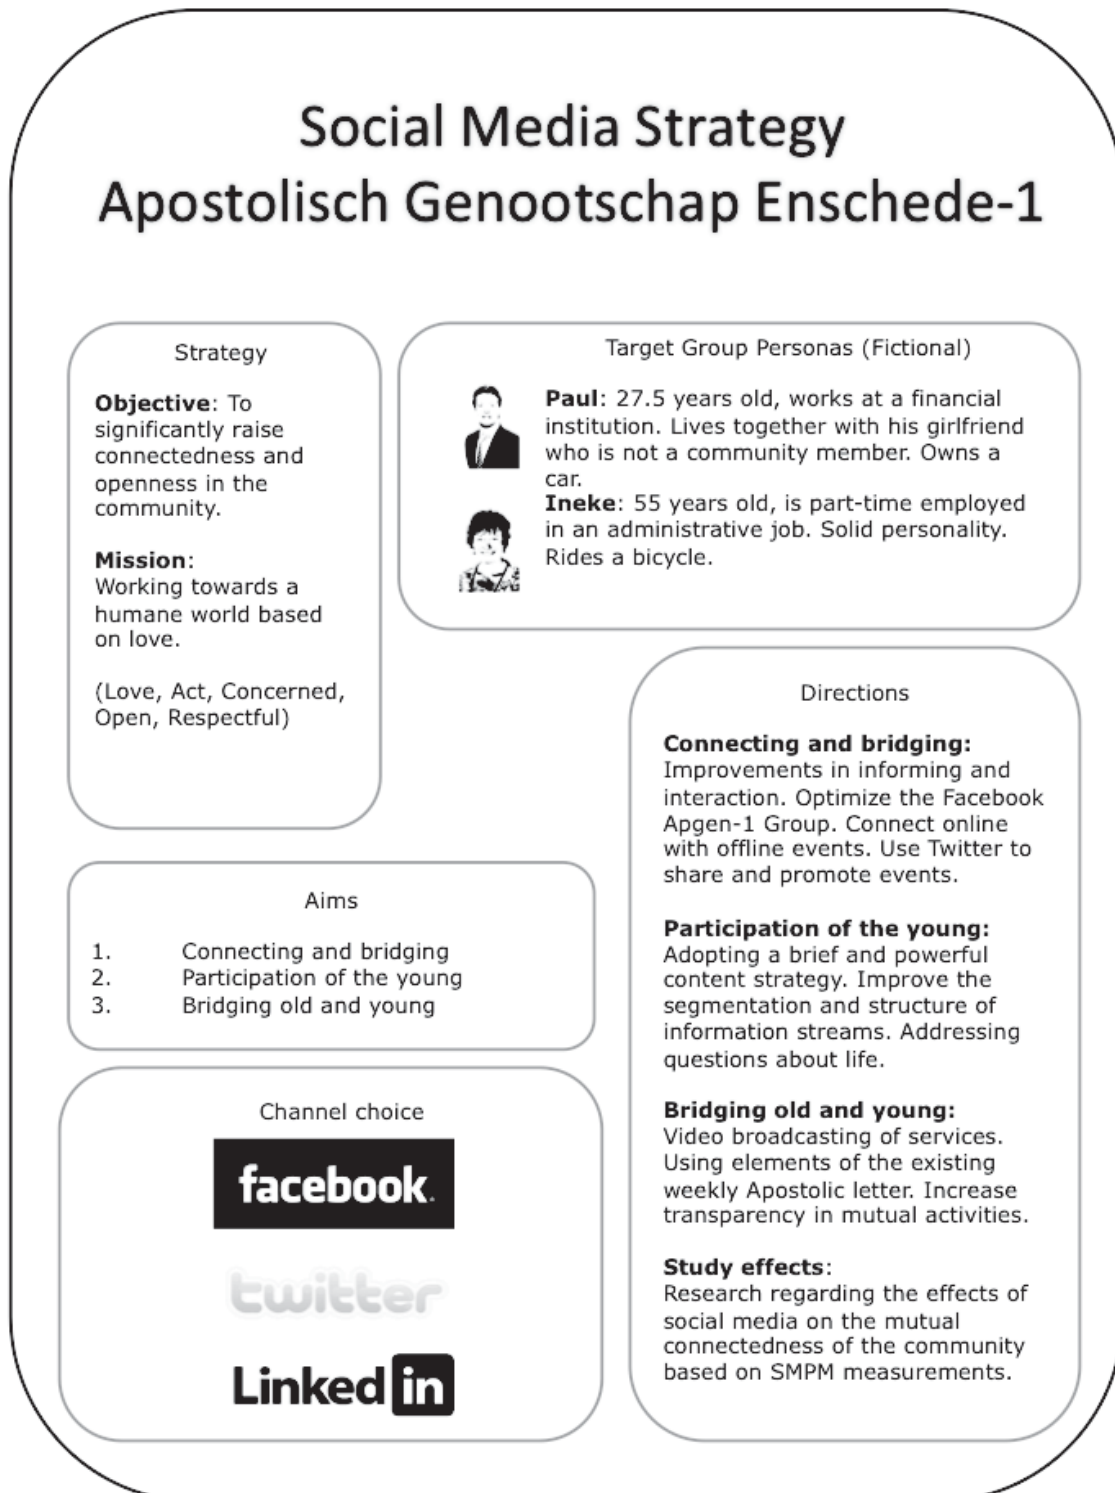 Social Media Strategy
Apostolisch Genootschap Enschede-1
Strategy
Objective: To
significantly raise
connectedness and
openness in the
community.
Mission:
Working towards a
humane world based
on love.
(Love, Act, Concerned,
Open, Respectful)
Target Group Personas (Fictional)
Paul: 27.5 years old, works at a financial
institution. Lives together with his girlfriend
who is not a community member. Owns a
car.
Ineke: 55 years old, is part-time employed
in an administrative job. Solid personality.
Rides a bicycle.
Aims
1. Connecting and bridging
2. Participation of the young
3. Bridging old and young
Channel choice
facebook.
twitter
Linked in
Directions
Connecting and bridging:
Improvements in informing and
interaction. Optimize the Facebook
Apgen-1 Group. Connect online
with offline events. Use Twitter to
share and promote events.
Participation of the young:
Adopting a brief and powerful
content strategy. Improve the
segmentation and structure of
information streams. Addressing
questions about life.
Bridging old and young:
Video broadcasting of services.
Using elements of the existing
weekly Apostolic letter. Increase
transparency in mutual activities.
Study effects:
Research regarding the effects of
social media on the mutual
connectedness of the community
based on SMPM measurements.